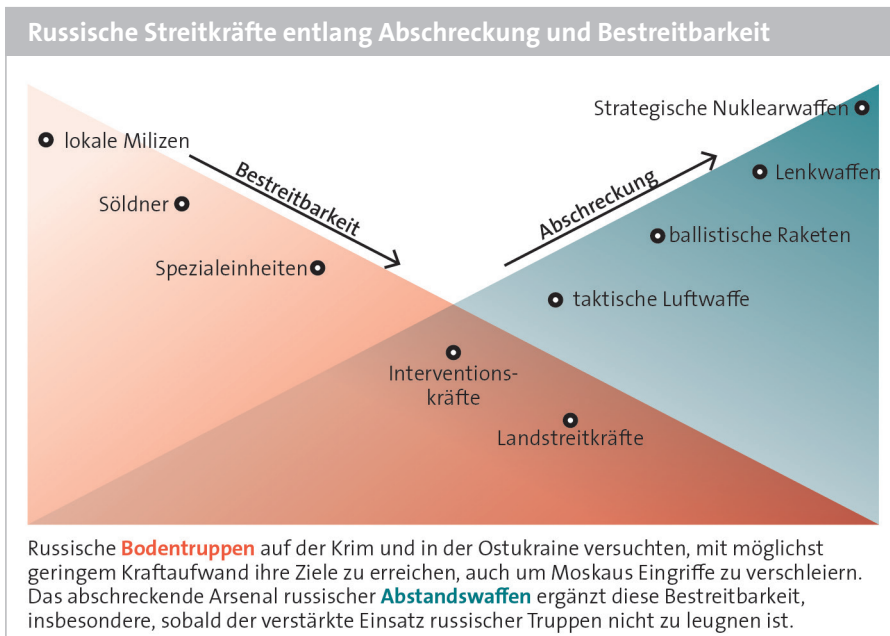 Russische Streitkräfte entlang Abschreckung und Bestreitbarkeit
Strategische Nuklearwaffen
lokale Milizen
Bestreitbarkeit
Abschreckung
Lenkwaffen
Söldner
ballistische Raketen
Spezialeinheiten
taktische Luftwaffe
Interventions-
kräfte
Landstreitkräfte
Russische Bodentruppen auf der Krim und in der Ostukraine versuchten, mit möglichst
geringem Kraftaufwand ihre Ziele zu erreichen, auch um Moskaus Eingriffe zu verschleiern.
Das abschreckende Arsenal russischer Abstandswaffen ergänzt diese Bestreitbarkeit,
insbesondere, sobald der verstärkte Einsatz russischer Truppen nicht zu leugnen ist.